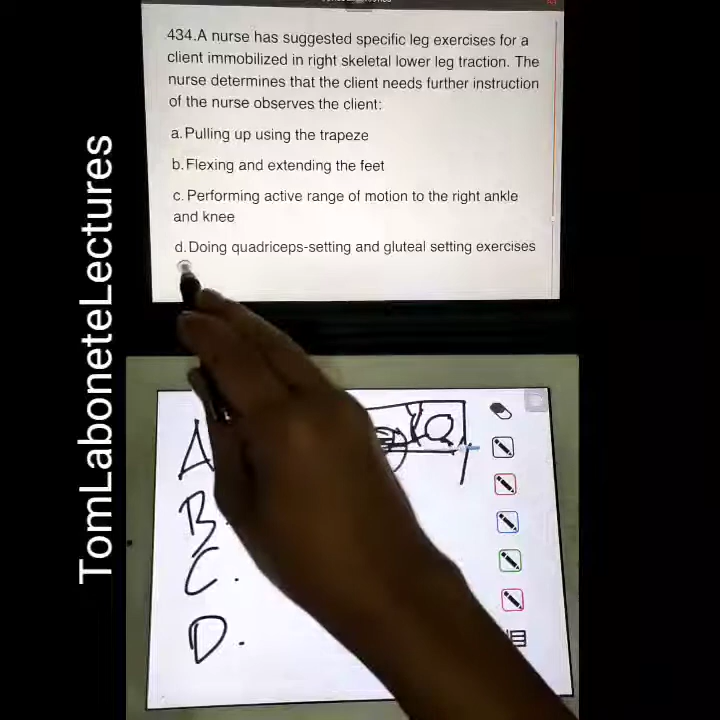 434.A nurse has suggested specific leg exercises for a
client immobilized in right skeletal lower leg traction. The
nurse determines that the client needs further instruction
of the nurse observes the client:
a. Pulling up using the trapeze
b. Flexing and extending the feet
c. Performing active range of motion to the right ankle
and knee
d. Doing quadriceps-setting and gluteal setting exercises
TomLaboneteLectures
A
B.
C.
D.